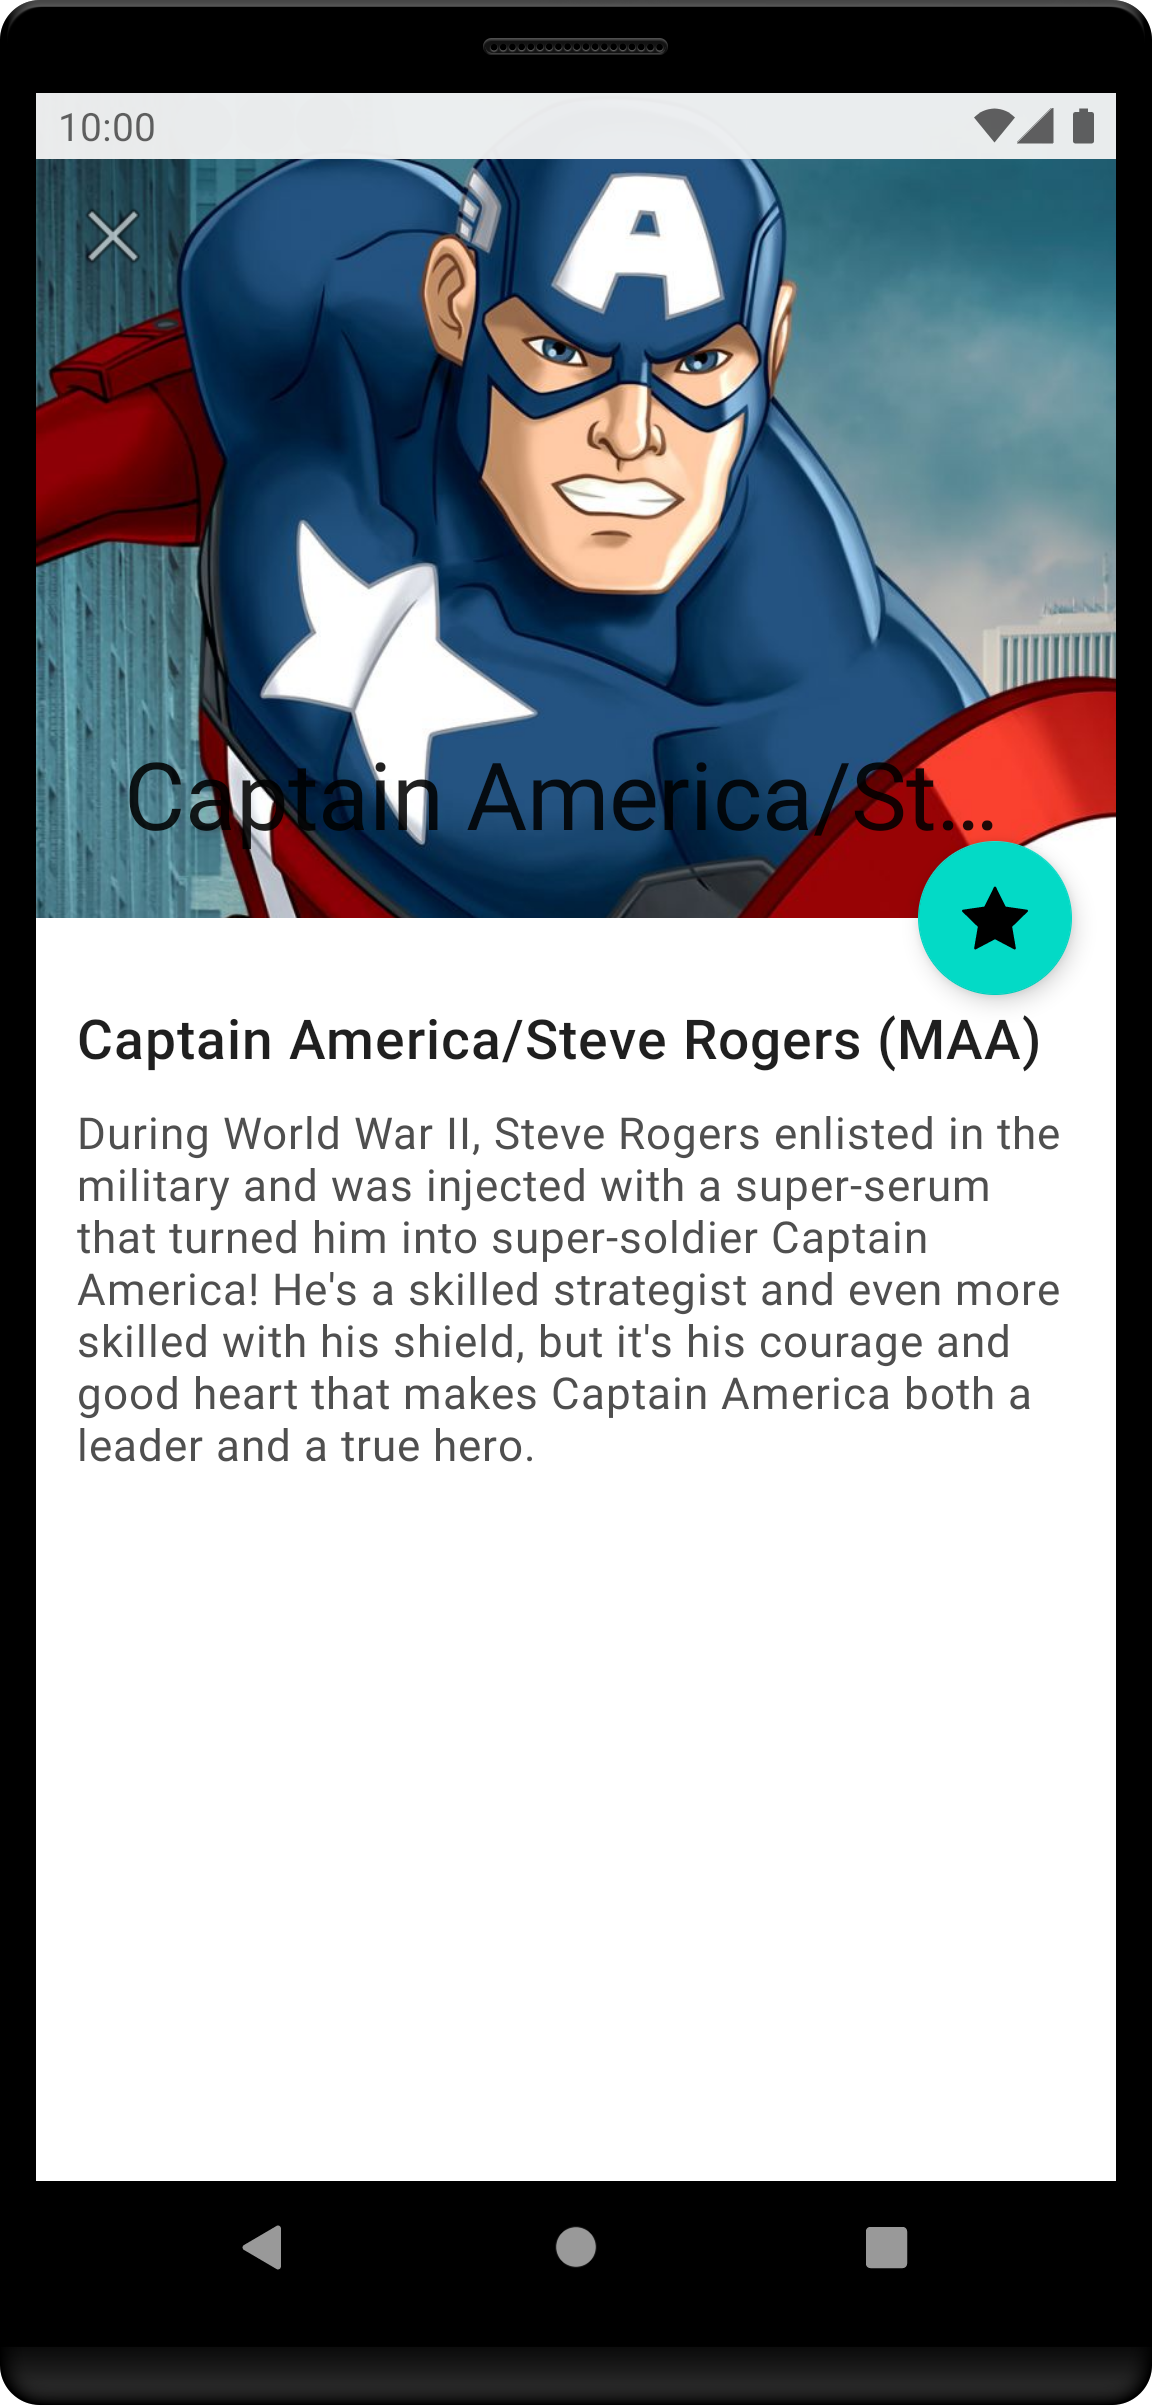 10:00
A
Captain America/St...
Captain America/Steve Rogers (MAA)
During World War II, Steve Rogers enlisted in the
military and was injected with a super-serum
that turned him into super-soldier Captain
America! He's a skilled strategist and even more
skilled with his shield, but it's his courage and
good heart that makes Captain America both a
leader and a true hero.